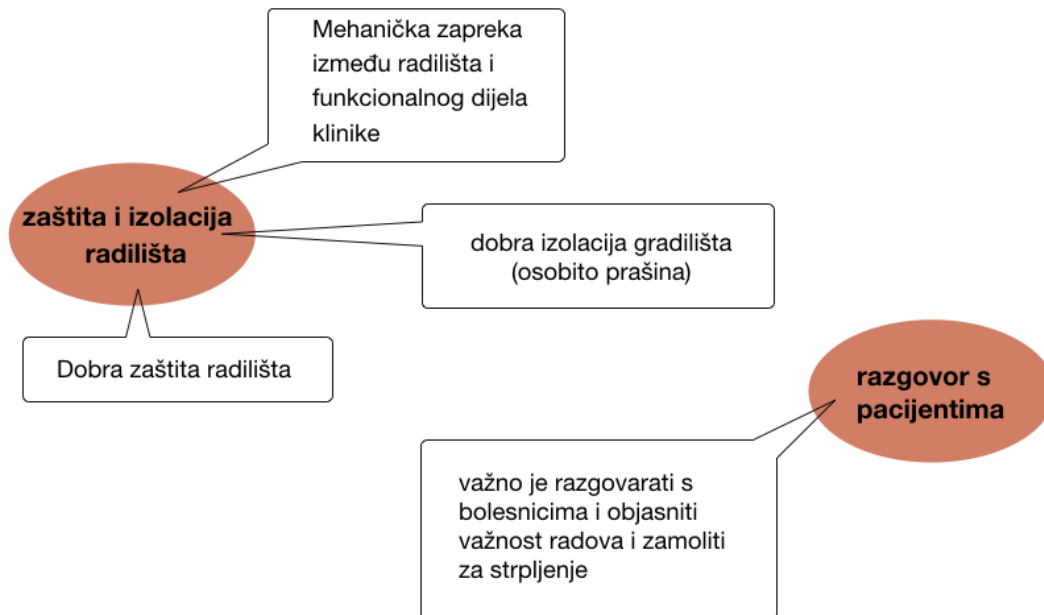 Mehanička zapreka
između radilišta i
funkcionalnog dijela
klinike
zaštita i izolacija
radilišta
dobra izolacija gradilišta
(osobito prašina)
Dobra zaštita radilišta
razgovor s
pacijentima
važno je razgovarati s
bolesnicima i objasniti
važnost radova i zamoliti
za strpljenje